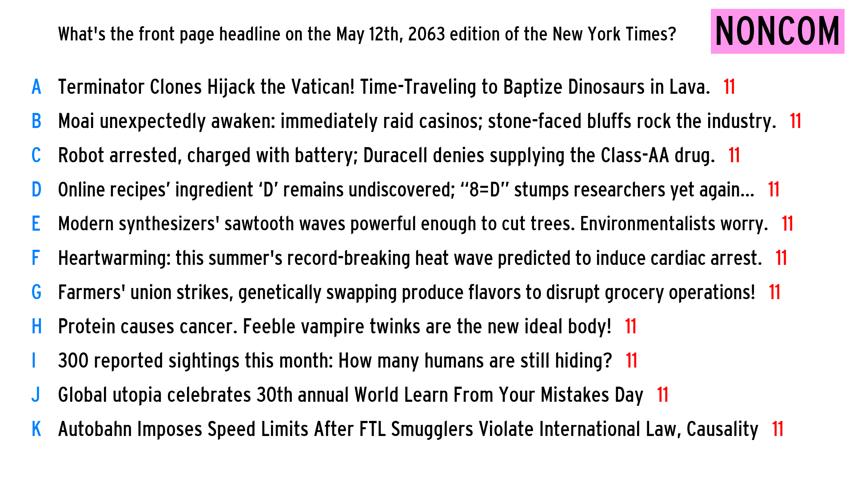 What's the front page headline on the May 12th, 2063 edition of the New York Times?
NONCOM
A Terminator Clones Hijack the Vatican! Time-Traveling to Baptize Dinosaurs in Lava. 11
B Moai unexpectedly awaken: immediately raid casinos; stone-faced bluffs rock the industry. 11
C Robot arrested, charged with battery; Duracell denies supplying the Class-AA drug. 11
D Online recipes’ ingredient ‘D’ remains undiscovered; “8=D” stumps researchers yet again... 11
E Modern synthesizers' sawtooth waves powerful enough to cut trees. Environmentalists worry. 11
F Heartwarming: this summer's record-breaking heat wave predicted to induce cardiac arrest. 11
G Farmers' union strikes, genetically swapping produce flavors to disrupt grocery operations! 11
H Protein causes cancer. Feeble vampire twinks are the new ideal body! 11
I 300 reported sightings this month: How many humans are still hiding? 11
J Global utopia celebrates 30th annual World Learn From Your Mistakes Day 11
K Autobahn Imposes Speed Limits After FTL Smugglers Violate International Law, Causality 11